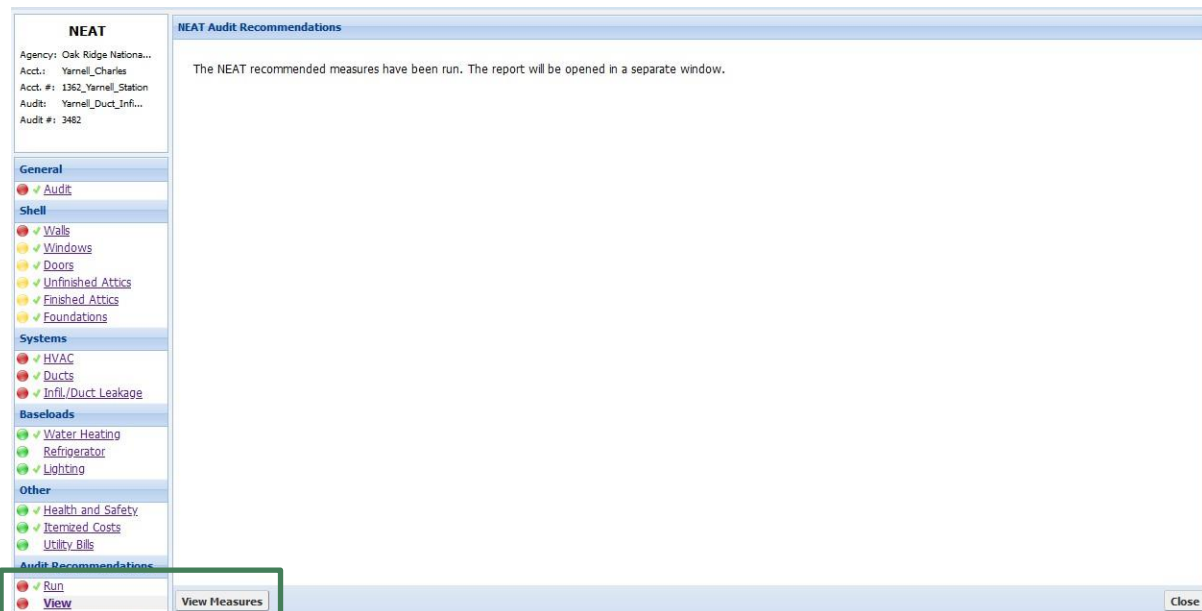 NEAT
Agency: Oak Ridge Nationa...
Acct.: Yarnell_Charles
Acct. #: 1362_Yarnell_Station
Audit: Yarnell_Duct_Infi...
Audit #: 3482
General
Audit
Shell
Walls
Windows
Doors
Unfinished Attics
Finished Attics
Foundations
Systems
HVAC
Ducts
Infil./Duct Leakage
Baseloads
Water Heating
Refrigerator
Lighting
Other
Health and Safety
Itemized Costs
Utility Bills
Audit Recommendations
Run
View
NEAT Audit Recommendations
The NEAT recommended measures have been run. The report will be opened in a separate window.
View Measures
Close